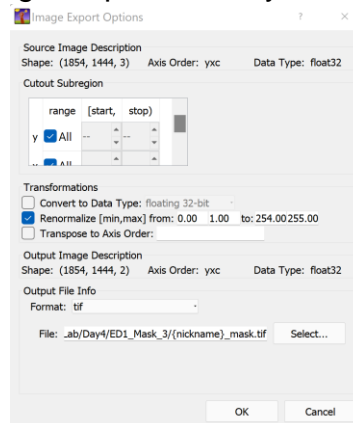 Image Export Options ? ×
Source Image Description
Shape: (1854, 1444, 3) Axis Order: yxc Data Type: float32
Cutout Subregion
range [start, stop)
y All -- --
All
Transformations
Convert to Data Type: floating 32-bit
Renormalize [min,max] from: 0.00 1.00 to: 254.00 255.00
Transpose to Axis Order:
Output Image Description
Shape: (1854, 1444, 2) Axis Order: yxc Data Type: float32
Output File Info
Format: tif
File: .ab/Day4/ED1_Mask_3/{nickname}_mask.tif Select...
OK Cancel